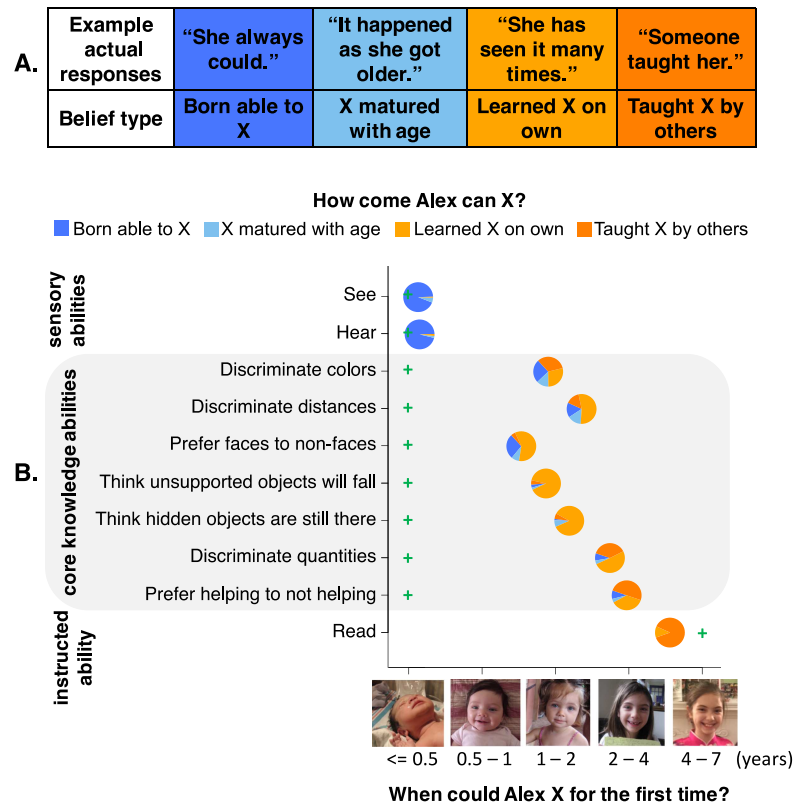 A.
Example actual responses
“She always could.”
“It happened as she got older.”
“She has seen it many times.”
“Someone taught her.”
Belief type
Born able to X
X matured with age
Learned X on own
Taught X by others
How come Alex can X?
Born able to X
X matured with age
Learned X on own
Taught X by others
B.
sensory abilities
See
Hear
core knowledge abilities
Discriminate colors
Discriminate distances
Prefer faces to non-faces
Think unsupported objects will fall
Think hidden objects are still there
Discriminate quantities
Prefer helping to not helping
instructed ability
Read
<= 0.5
0.5 – 1
1 – 2
2 – 4
4 – 7
(years)
When could Alex X for the first time?